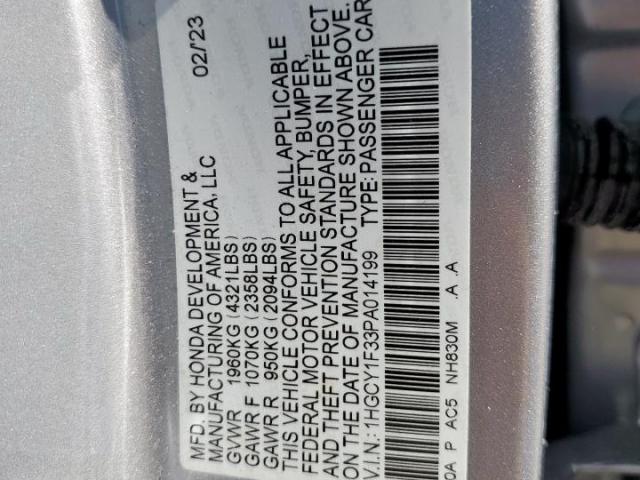 MFD. BY HONDA DEVELOPMENT & 02/'23
MANUFACTURING OF AMERICA, LLC
GVWR 1960KG (4321LBS)
GAWR F 1070KG (2358LBS)
GAWR R 950KG (2094LBS)
THIS VEHICLE CONFORMS TO ALL APPLICABLE
FEDERAL MOTOR VEHICLE SAFETY, BUMPER,
AND THEFT PREVENTION STANDARDS IN EFFECT
ON THE DATE OF MANUFACTURE SHOWN ABOVE.
V.I.N.: 1HGCY1F33PA014199 TYPE: PASSENGER CAR
0A P AC5 NH830M .A .A